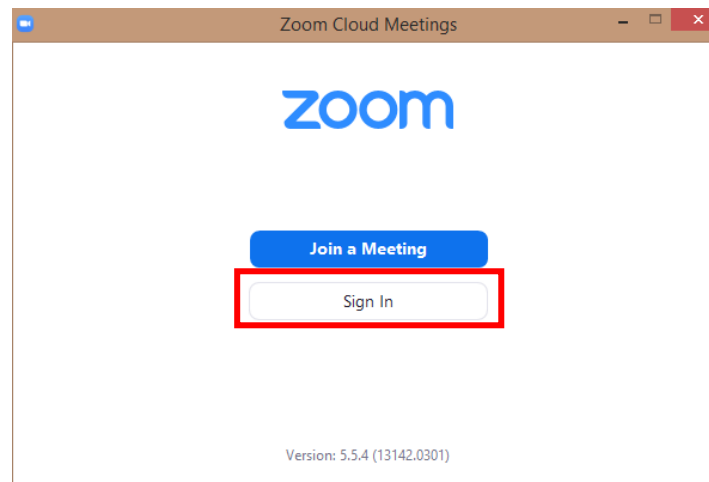 Zoom Cloud Meetings
zoom
Join a Meeting
Sign In
Version: 5.5.4 (13142.0301)